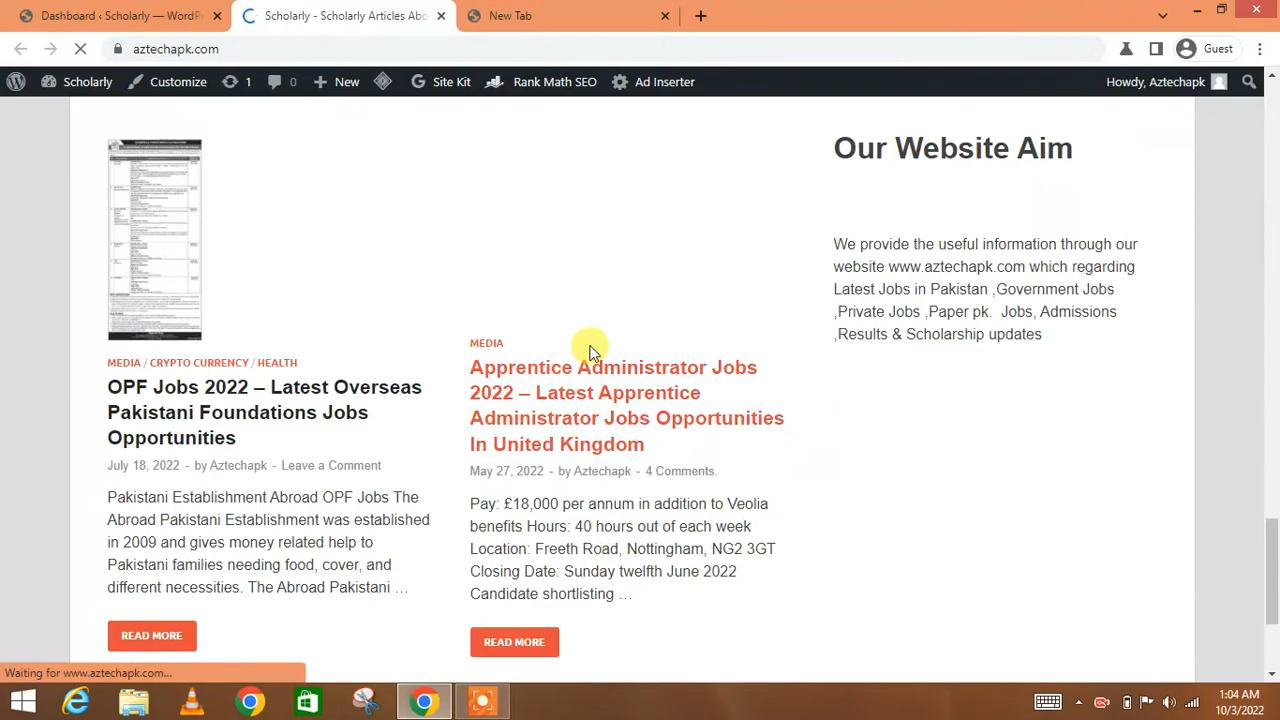 Dashboard ‹ Scholarly — WordPr
Scholarly - Scholarly Articles Abo
New Tab
aztechapk.com
Guest
Scholarly
Customize
1
0
New
Site Kit
Rank Math SEO
Ad Inserter
Howdy, Aztechapk
MEDIA / CRYPTO CURRENCY / HEALTH
OPF Jobs 2022 – Latest Overseas
Pakistani Foundations Jobs
Opportunities
July 18, 2022 - by Aztechapk - Leave a Comment
Pakistani Establishment Abroad OPF Jobs The
Abroad Pakistani Establishment was established
in 2009 and gives money related help to
Pakistani families needing food, cover, and
different necessities. The Abroad Pakistani …
READ MORE
MEDIA
Apprentice Administrator Jobs
2022 – Latest Apprentice
Administrator Jobs Opportunities
In United Kingdom
May 27, 2022 - by Aztechapk - 4 Comments.
Pay: £18,000 per annum in addition to Veolia
benefits Hours: 40 hours out of each week
Location: Freeth Road, Nottingham, NG2 3GT
Closing Date: Sunday twelfth June 2022
Candidate shortlisting …
READ MORE
Our Website Aim
We provide the useful information through our
website www.aztechapk.com which regarding
latest Jobs in Pakistan,Government Jobs
,Private Jobs ,Paper pk. Jobs, Admissions
,Results & Scholarship updates
Waiting for www.aztechapk.com...
1:04 AM
10/3/2022